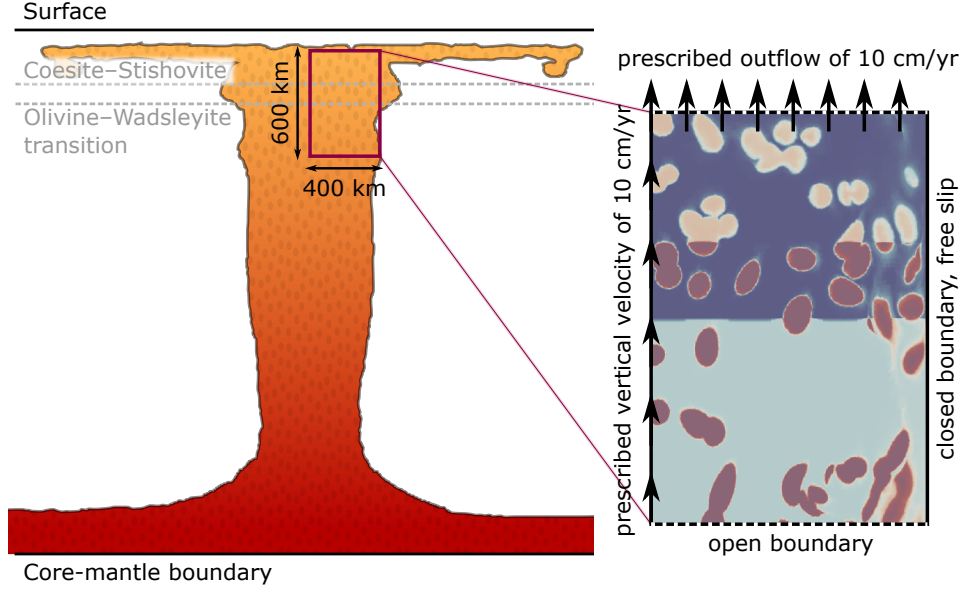 Surface
Coesite–Stishovite
Olivine–Wadsleyite
transition
600 km
400 km
Core-mantle boundary
prescribed outflow of 10 cm/yr
prescribed vertical velocity of 10 cm/yr
closed boundary, free slip
open boundary